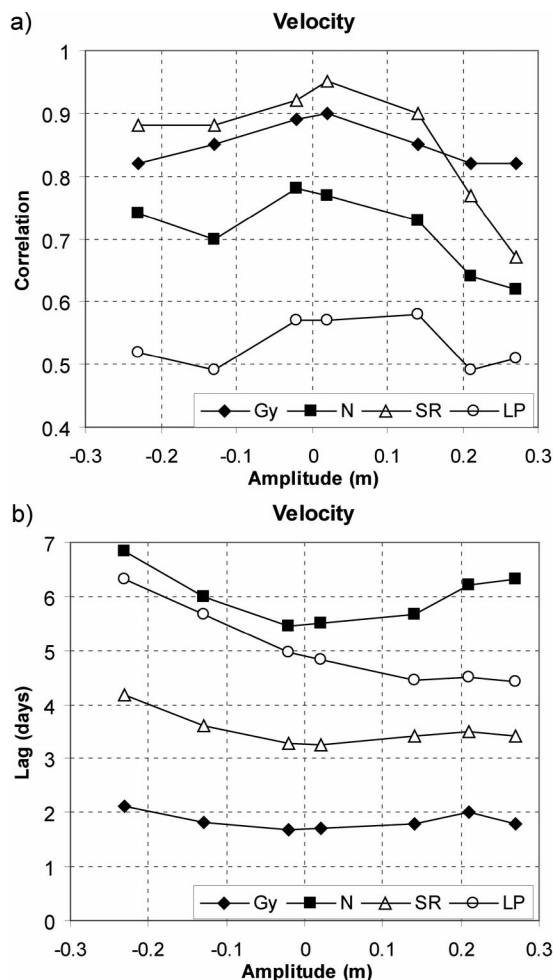 a)
Velocity
1
0.9
0.8
0.7
0.6
0.5
0.4
Correlation
-0.3 -0.2 -0.1 0 0.1 0.2 0.3
Gy N SR LP
Amplitude (m)
b)
Velocity
7
6
5
4
3
2
1
0
Lag (days)
Gy N SR LP
-0.3 -0.2 -0.1 0 0.1 0.2 0.3
Amplitude (m)